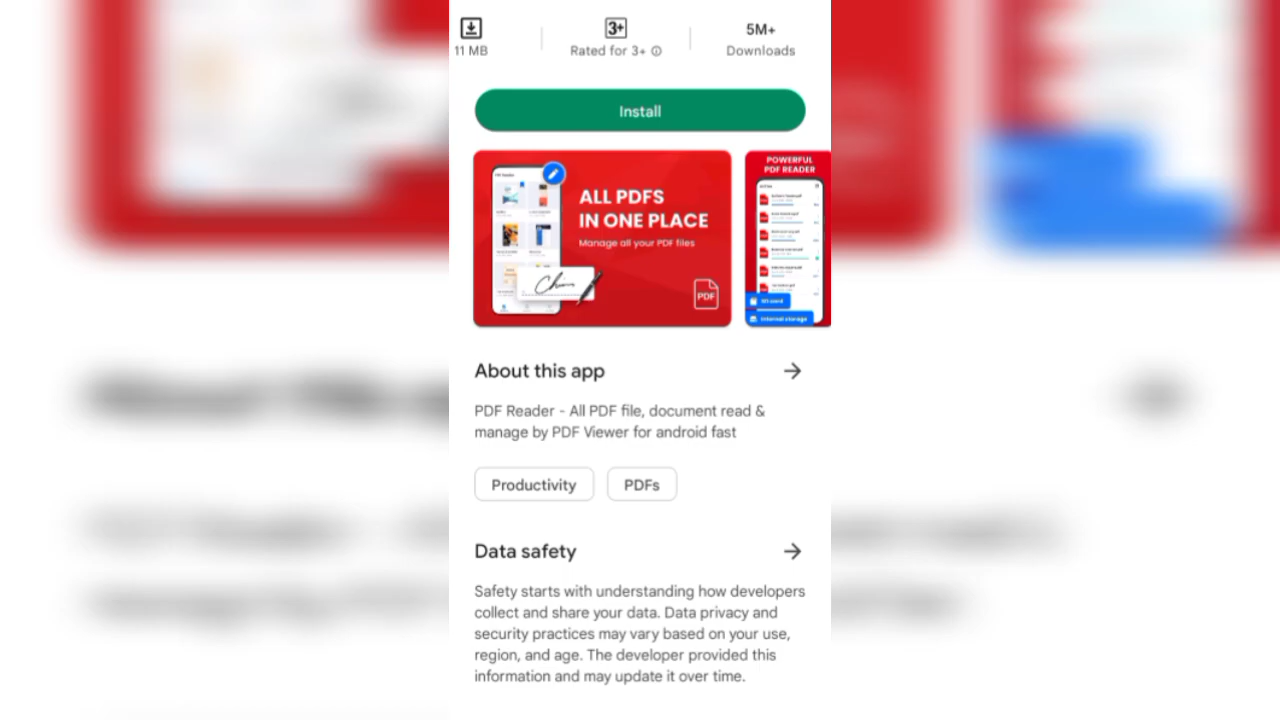 11 MB
3+
Rated for 3+
5M+
Downloads
Install
ALL PDFS
IN ONE PLACE
Manage all your PDF files
PDF
POWERFUL
PDF READER
SD card
Internal storage
About this app
PDF Reader - All PDF file, document read &
manage by PDF Viewer for android fast
Productivity
PDFs
Data safety
Safety starts with understanding how developers
collect and share your data. Data privacy and
security practices may vary based on your use,
region, and age. The developer provided this
information and may update it over time.